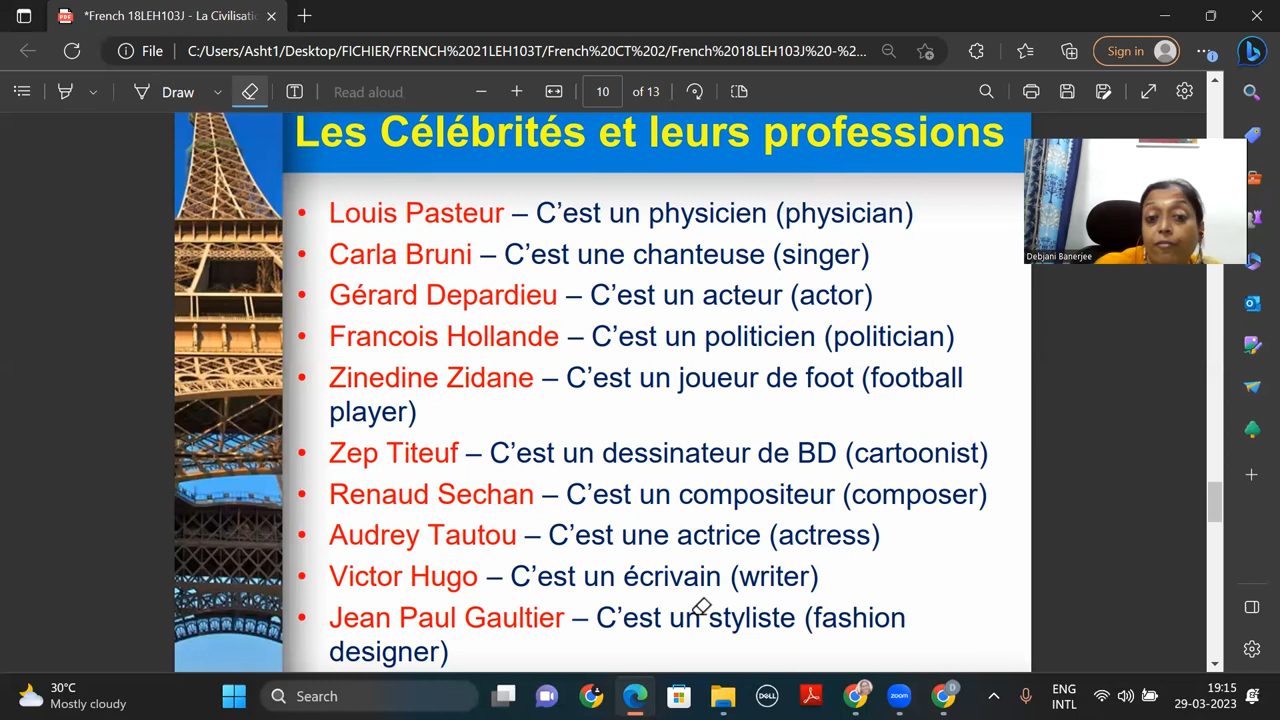 *French 18LEH103J - La Civilisatio
File
C:/Users/Asht1/Desktop/FICHIER/FRENCH%2021LEH103T/French%20CT%202/French%2018LEH103J%20-%2...
Sign in
Draw
Read aloud
10
of 13
Les Célébrités et leurs professions
• Louis Pasteur – C’est un physicien (physician)
• Carla Bruni – C’est une chanteuse (singer)
• Gérard Depardieu – C’est un acteur (actor)
• Francois Hollande – C’est un politicien (politician)
• Zinedine Zidane – C’est un joueur de foot (football
player)
• Zep Titeuf – C’est un dessinateur de BD (cartoonist)
• Renaud Sechan – C’est un compositeur (composer)
• Audrey Tautou – C’est une actrice (actress)
• Victor Hugo – C’est un écrivain (writer)
• Jean Paul Gaultier – C’est un styliste (fashion
designer)
Debjani Banerjee
30°C
Mostly cloudy
Search
DELL
D
ENG
INTL
19:15
29-03-2023